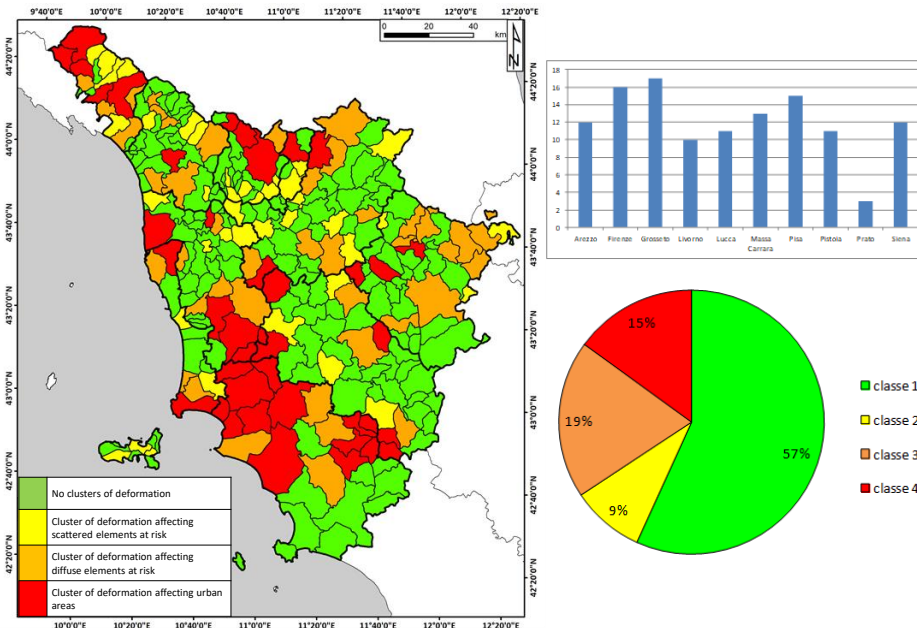 9°40'0"E 10°0'0"E 10°20'0"E 10°40'0"E 11°0'0"E 11°20'0"E 11°40'0"E 12°0'0"E
0 20 40
km
N
44°20'0"N
44°0'0"N
43°40'0"N
43°20'0"N
43°0'0"N
42°40'0"N
42°20'0"N
44°20'0"N
44°0'0"N
43°40'0"N
43°20'0"N
43°0'0"N
42°40'0"N
42°20'0"N
No clusters of deformation
Cluster of deformation affecting
scattered elements at risk
Cluster of deformation affecting
diffuse elements at risk
Cluster of deformation affecting urban
areas
10°0'0"E 10°20'0"E 10°40'0"E 11°0'0"E 11°20'0"E 11°40'0"E 12°0'0"E 12°20'0"E
18
16
14
12
10
8
6
4
2
0
Arezzo Firenze Grosseto Livorno Lucca Massa Pisa Pistoia Prato Siena
Carrara
15%
19%
9%
57%
classe 1
classe 2
classe 3
classe 4